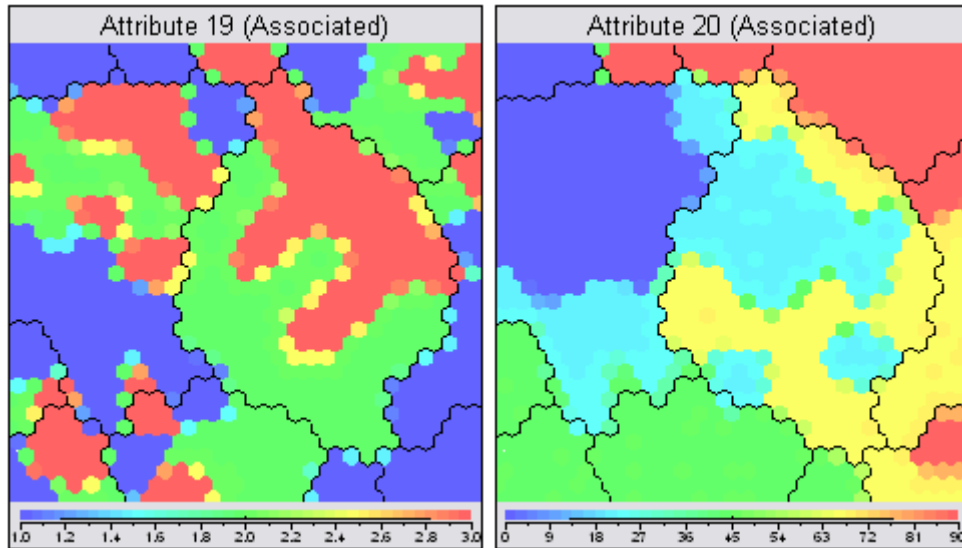 Attribute 19 (Associated)
Attribute 20 (Associated)
1.0 1.2 1.4 1.6 1.8 2.0 2.2 2.4 2.6 2.8 3.0
0 9 18 27 36 45 54 63 72 81 90